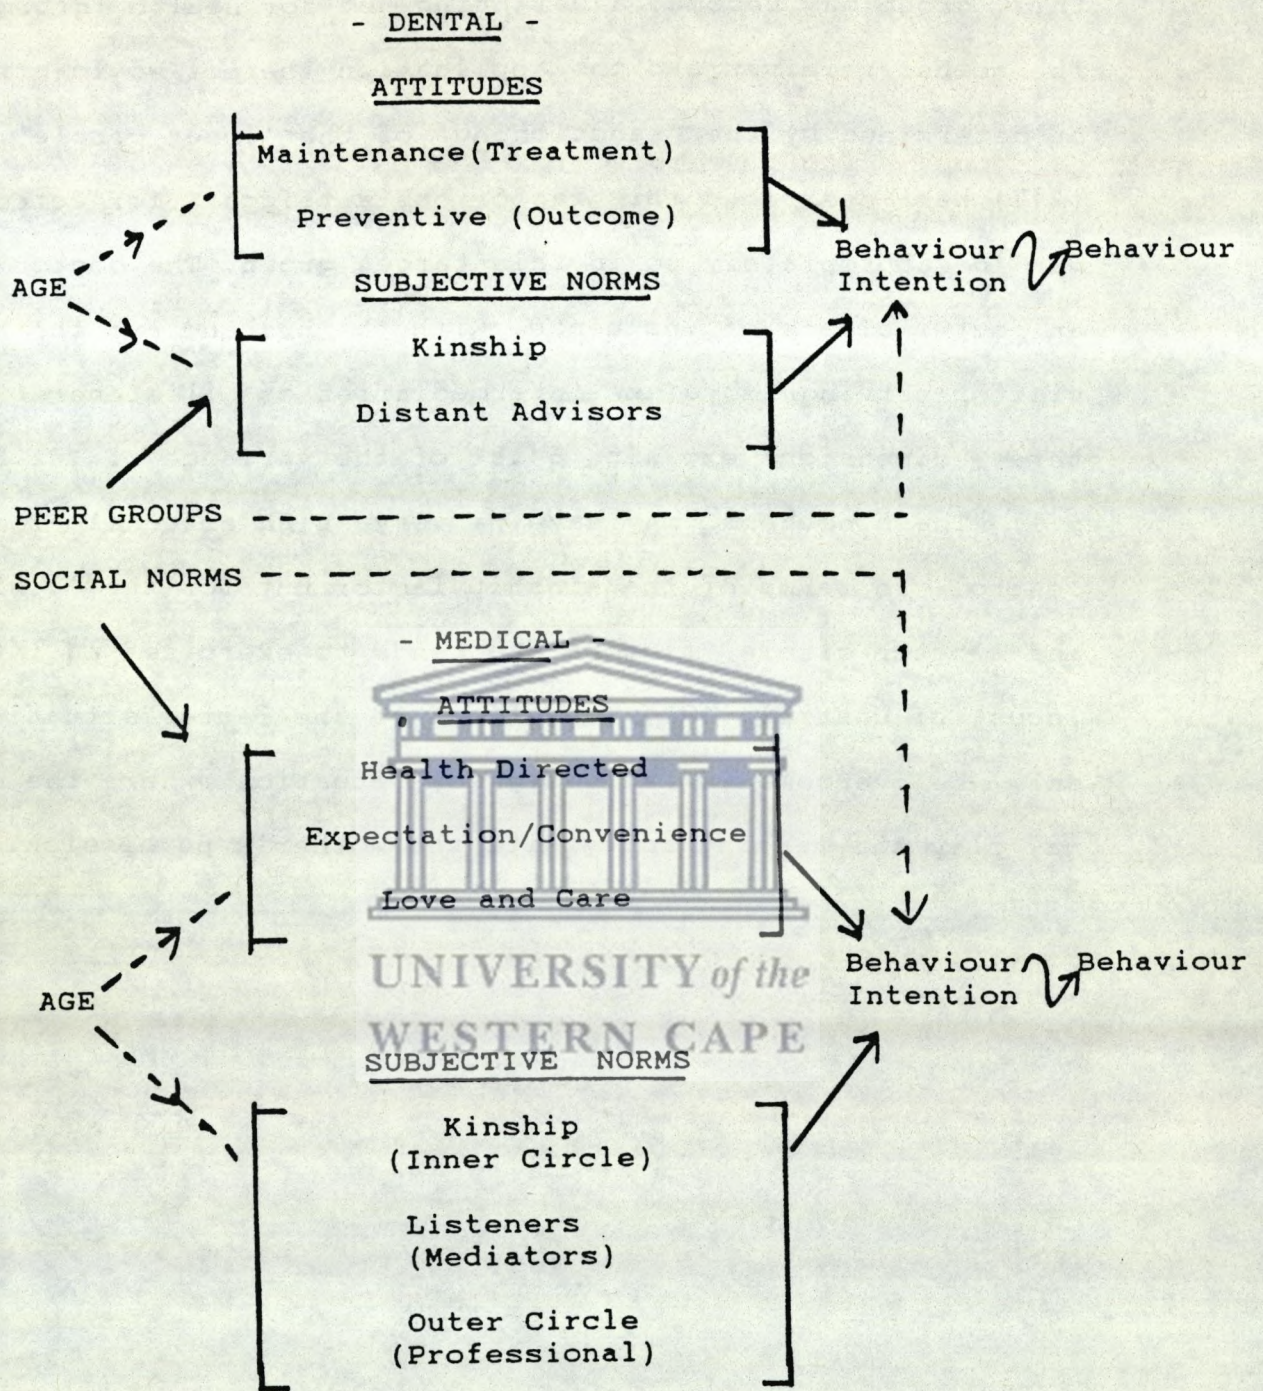 - DENTAL -
ATTITUDES
Maintenance(Treatment)
Preventive (Outcome)
Behaviour Behaviour
Intention
AGE
SUBJECTIVE NORMS
Kinship
Distant Advisors
PEER GROUPS
SOCIAL NORMS
- MEDICAL -
ATTITUDES
Health Directed
Expectation/Convenience
Love and Care
UNIVERSITY of the
WESTERN CAPE
Behaviour Behaviour
Intention
AGE
SUBJECTIVE NORMS
Kinship
(Inner Circle)
Listeners
(Mediators)
Outer Circle
(Professional)